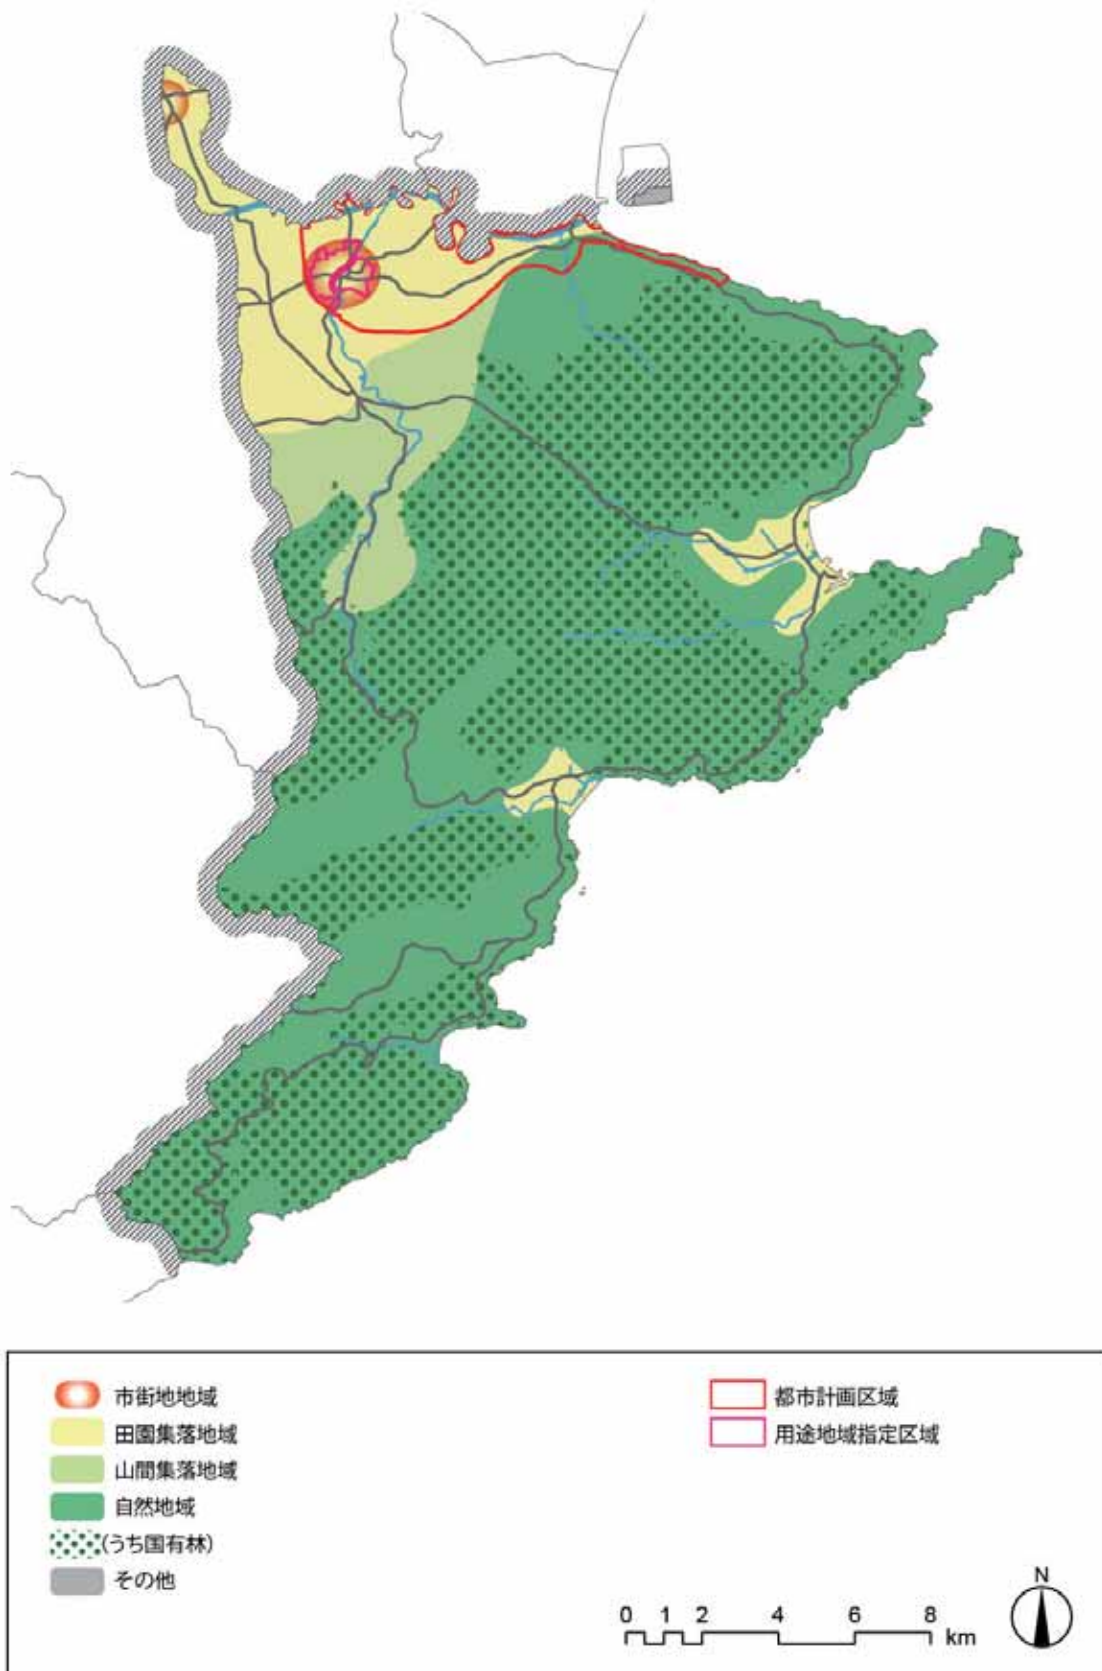 市街地地域
田園集落地域
山間集落地域
自然地域
(うち国有林)
その他
都市計画区域
用途地域指定区域
0 1 2 4 6 8 km
N